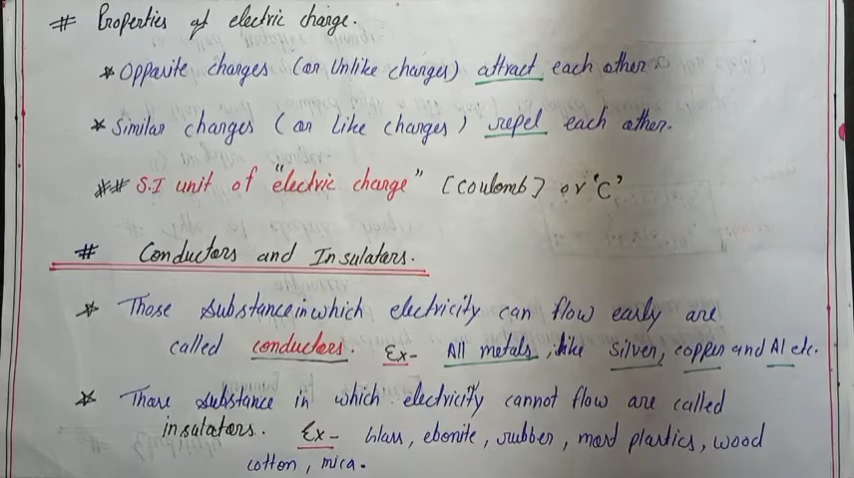 # Properties of electric charge.
* Opposite charges (or Unlike charges) attract each other
* Similar charges (or Like charges) repel each other.
## S.I unit of "electric charge" [coulomb] or 'C'
# Conductors and Insulators.
* Those substance in which electricity can flow early are
called conductors. Ex- All metals, like silver, copper and Al etc.
* Those substance in which electricity cannot flow are called
insulators. Ex- Glass, ebonite, rubber, most plastics, wood
cotton, mica.